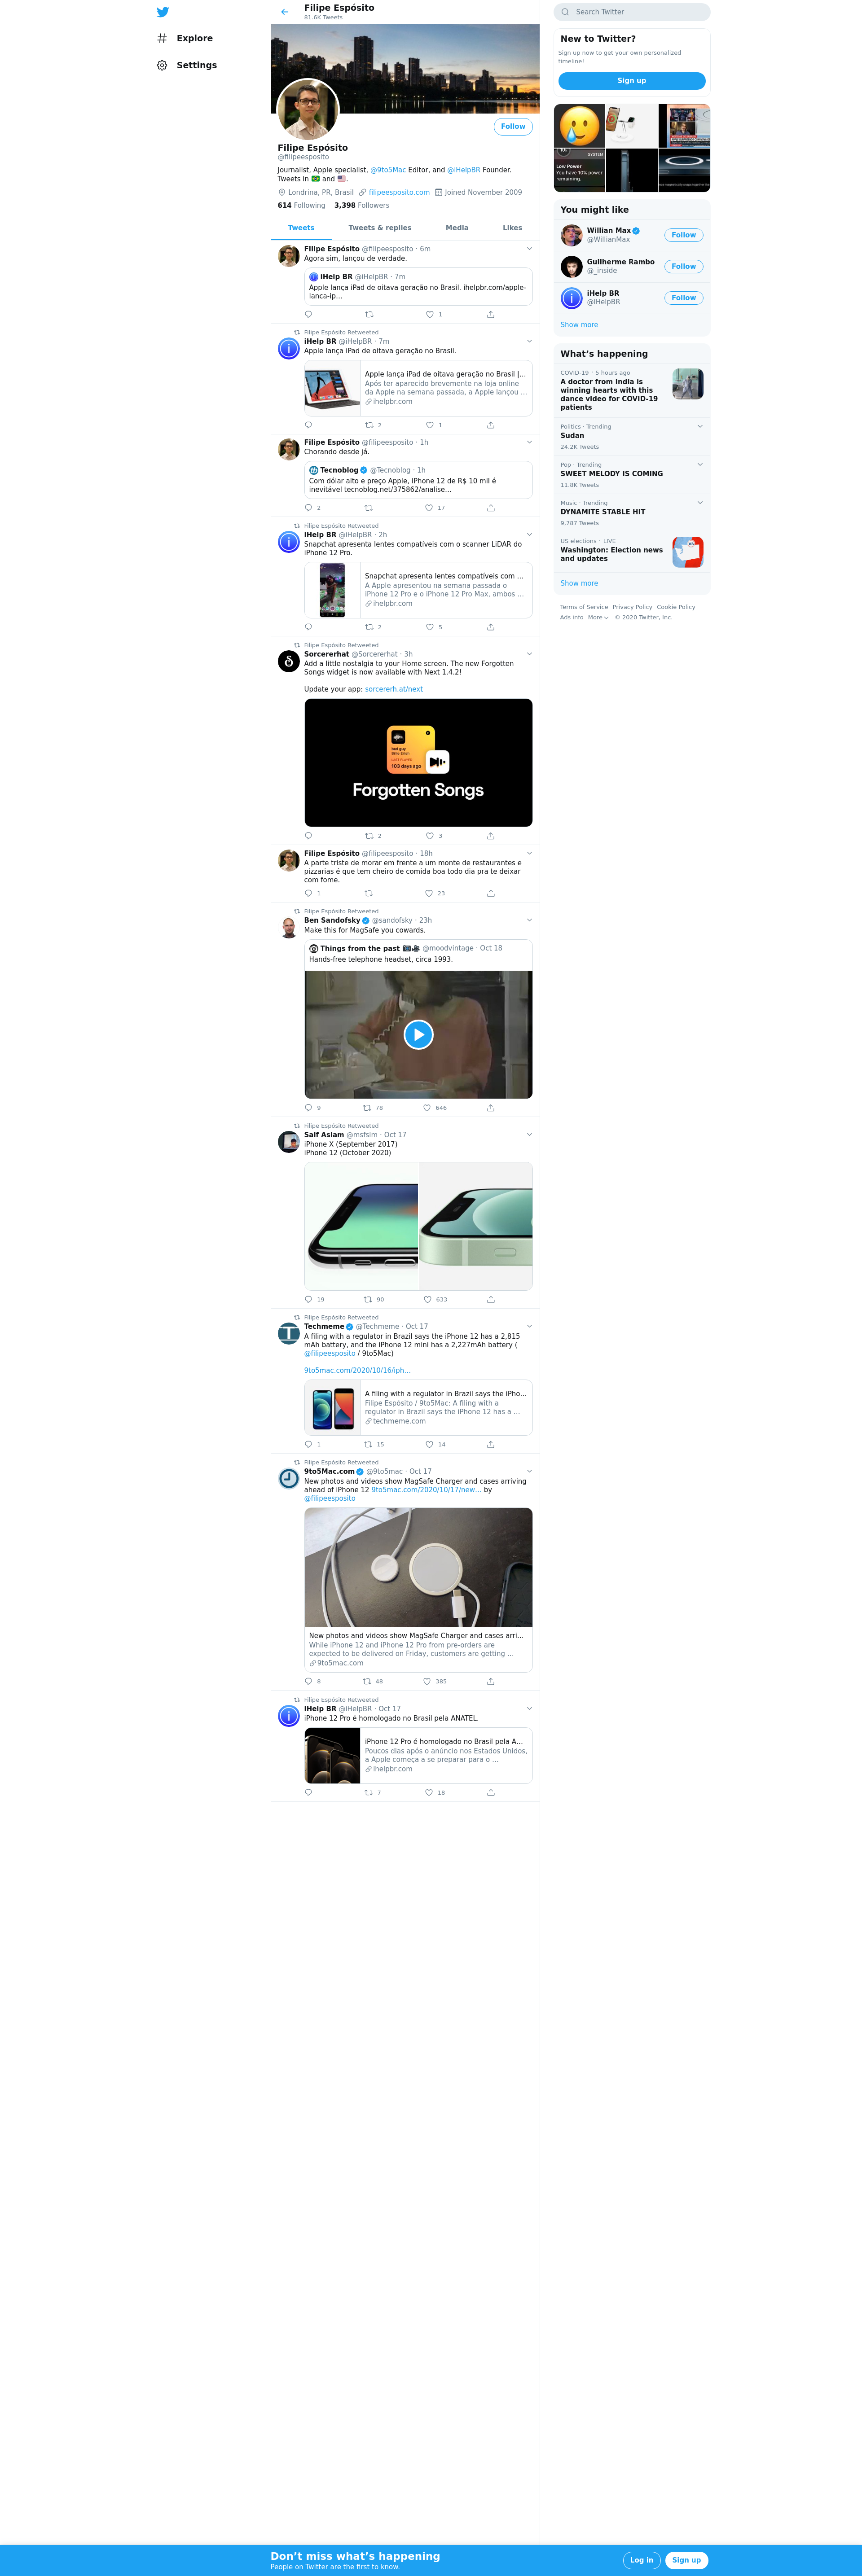 Explore
Settings
Filipe Espósito
81.6K Tweets
Follow
Filipe Espósito
@filipeesposito
Journalist, Apple specialist, @9to5Mac Editor, and @iHelpBR Founder.
Tweets in 🇧🇷 and 🇺🇸.
Londrina, PR, Brasil filipeesposito.com Joined November 2009
614 Following 3,398 Followers
Tweets Tweets & replies Media Likes
Filipe Espósito @filipeesposito · 6m
Agora sim, lançou de verdade.
iHelp BR @iHelpBR · 7m
Apple lança iPad de oitava geração no Brasil. ihelpbr.com/apple-
lanca-ip…
1
Filipe Espósito Retweeted
iHelp BR @iHelpBR · 7m
Apple lança iPad de oitava geração no Brasil.
Apple lança iPad de oitava geração no Brasil |…
Após ter aparecido brevemente na loja online
da Apple na semana passada, a Apple lançou …
ihelpbr.com
2 1
Filipe Espósito @filipeesposito · 1h
Chorando desde já.
Tecnoblog @Tecnoblog · 1h
Com dólar alto e preço Apple, iPhone 12 de R$ 10 mil é
inevitável tecnoblog.net/375862/analise…
2 17
Filipe Espósito Retweeted
iHelp BR @iHelpBR · 2h
Snapchat apresenta lentes compatíveis com o scanner LiDAR do
iPhone 12 Pro.
Snapchat apresenta lentes compatíveis com …
A Apple apresentou na semana passada o
iPhone 12 Pro e o iPhone 12 Pro Max, ambos …
ihelpbr.com
2 5
Filipe Espósito Retweeted
Sorcererhat @Sorcererhat · 3h
Add a little nostalgia to your Home screen. The new Forgotten
Songs widget is now available with Next 1.4.2!
Update your app: sorcererh.at/next
bad guy
Billie Eilish
LAST PLAYED
103 days ago
Forgotten Songs
2 3
Filipe Espósito @filipeesposito · 18h
A parte triste de morar em frente a um monte de restaurantes e
pizzarias é que tem cheiro de comida boa todo dia pra te deixar
com fome.
1 23
Filipe Espósito Retweeted
Ben Sandofsky @sandofsky · 23h
Make this for MagSafe you cowards.
Things from the past @moodvintage · Oct 18
Hands-free telephone headset, circa 1993.
9 78 646
Filipe Espósito Retweeted
Saif Aslam @msfsim · Oct 17
iPhone X (September 2017)
iPhone 12 (October 2020)
19 90 633
Filipe Espósito Retweeted
Techmeme @Techmeme · Oct 17
A filing with a regulator in Brazil says the iPhone 12 has a 2,815
mAh battery, and the iPhone 12 mini has a 2,227mAh battery (
@filipeesposito / 9to5Mac)
9to5mac.com/2020/10/16/iph…
A filing with a regulator in Brazil says the iPho…
Filipe Espósito / 9to5Mac: A filing with a
regulator in Brazil says the iPhone 12 has a …
techmeme.com
1 15 14
Filipe Espósito Retweeted
9to5Mac.com @9to5mac · Oct 17
New photos and videos show MagSafe Charger and cases arriving
ahead of iPhone 12 9to5mac.com/2020/10/17/new… by
@filipeesposito
New photos and videos show MagSafe Charger and cases arri…
While iPhone 12 and iPhone 12 Pro from pre-orders are
expected to be delivered on Friday, customers are getting …
9to5mac.com
8 48 385
Filipe Espósito Retweeted
iHelp BR @iHelpBR · Oct 17
iPhone 12 Pro é homologado no Brasil pela ANATEL.
iPhone 12 Pro é homologado no Brasil pela A…
Poucos dias após o anúncio nos Estados Unidos,
a Apple começa a se preparar para o …
ihelpbr.com
7 18
Search Twitter
New to Twitter?
Sign up now to get your own personalized
timeline!
Sign up
SYSTEM
Low Power
You have 10% power
remaining.
You might like
Willian Max
@WillianMax
Follow
Guilherme Rambo
@_inside
Follow
iHelp BR
@iHelpBR
Follow
Show more
What’s happening
COVID-19 · 5 hours ago
A doctor from India is
winning hearts with this
dance video for COVID-19
patients
Politics · Trending
Sudan
24.2K Tweets
Pop · Trending
SWEET MELODY IS COMING
11.8K Tweets
Music · Trending
DYNAMITE STABLE HIT
9,787 Tweets
US elections · LIVE
Washington: Election news
and updates
Show more
Terms of Service Privacy Policy Cookie Policy
Ads info More © 2020 Twitter, Inc.
Don’t miss what’s happening
People on Twitter are the first to know.
Log in
Sign up